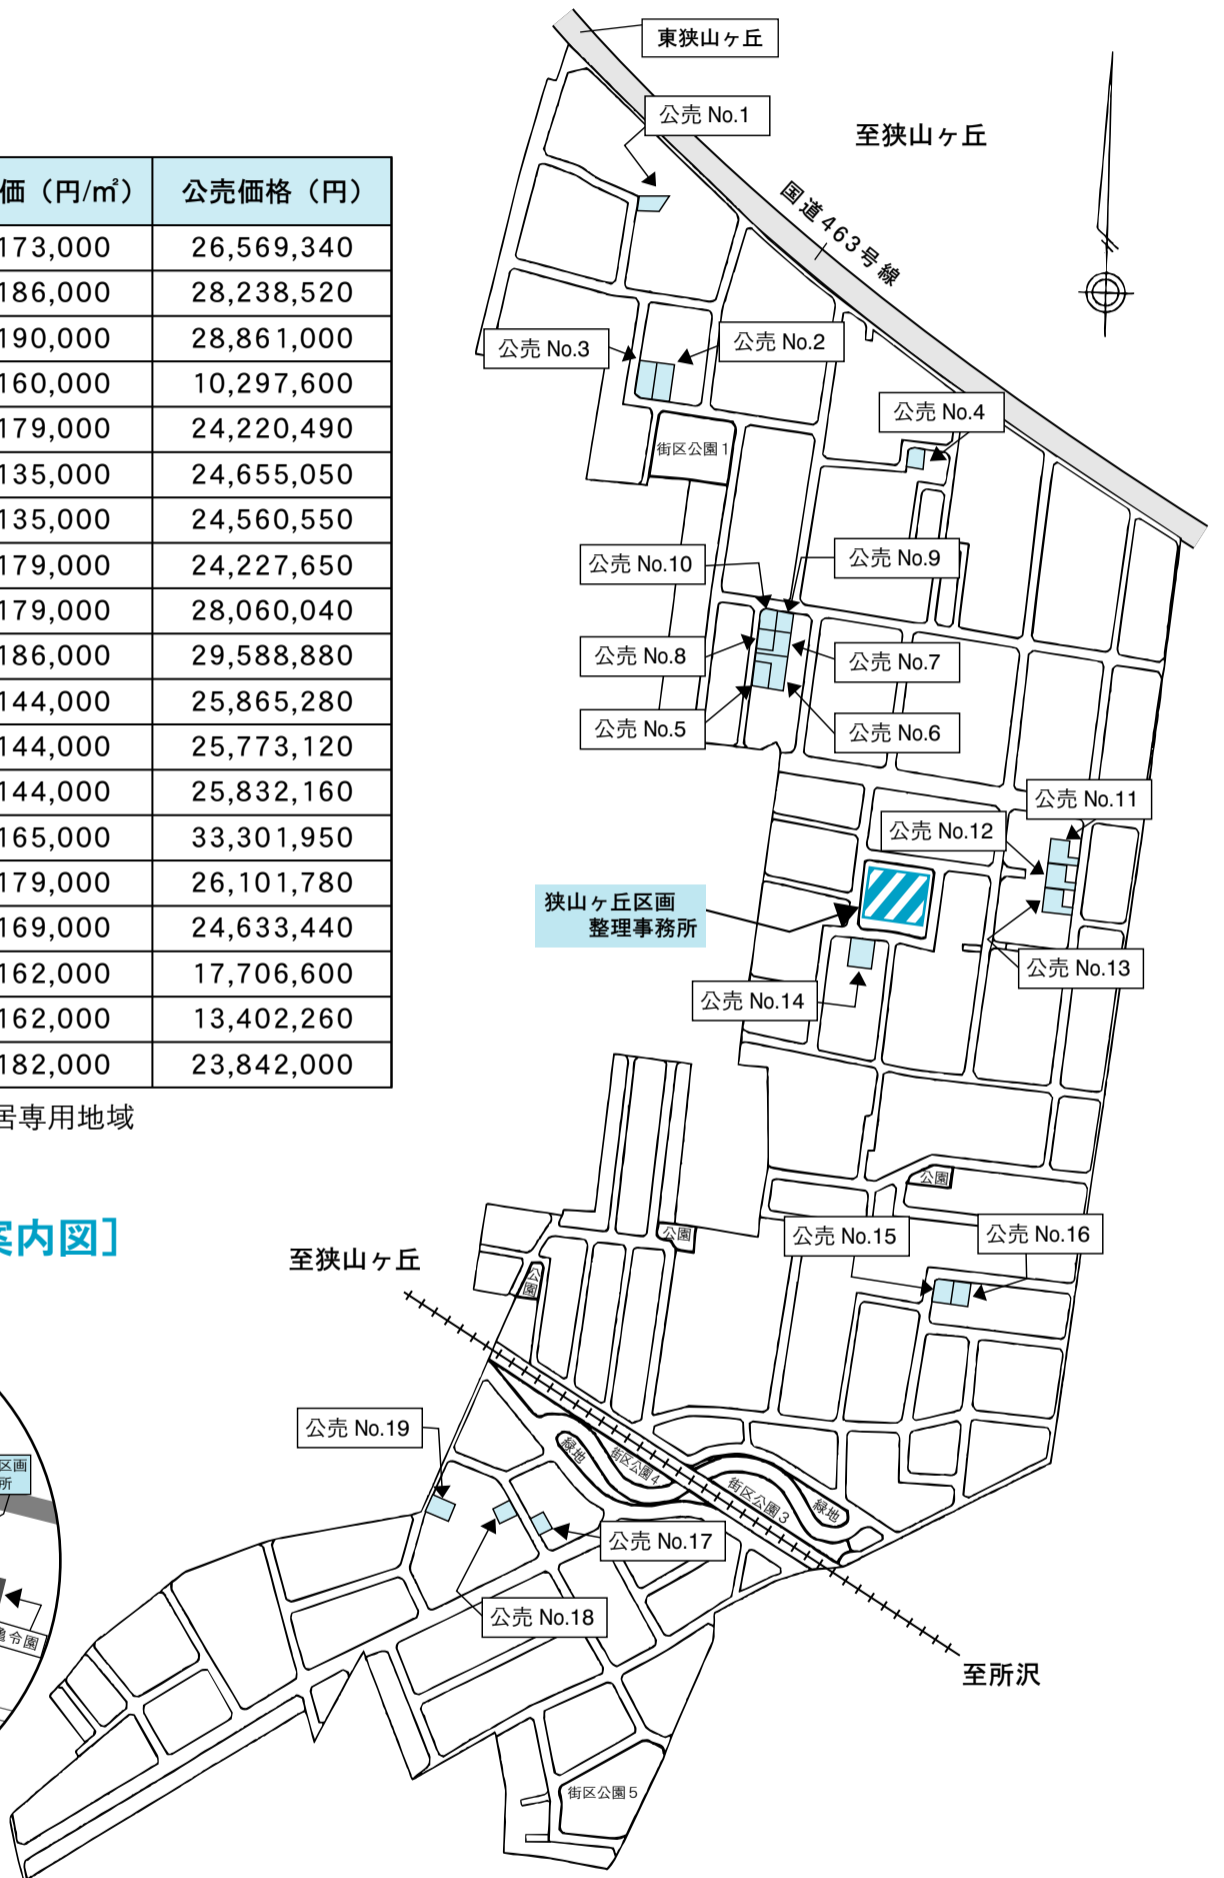 価（円/㎡） 公売価格（円）
173,000 26,569,340
186,000 28,238,520
190,000 28,861,000
160,000 10,297,600
179,000 24,220,490
135,000 24,655,050
135,000 24,560,550
179,000 24,227,650
179,000 28,060,040
186,000 29,588,880
144,000 25,865,280
144,000 25,773,120
144,000 25,832,160
165,000 33,301,950
179,000 26,101,780
169,000 24,633,440
162,000 17,706,600
162,000 13,402,260
182,000 23,842,000
居専用地域
案内図］
区画
所
令園
東狭山ヶ丘
公売 No.1
至狭山ヶ丘
国道463号線
公売 No.3
公売 No.2
公売 No.4
街区公園1
公売 No.10
公売 No.9
公売 No.8
公売 No.7
公売 No.5
公売 No.6
公売 No.11
公売 No.12
狭山ヶ丘区画
整理事務所
公売 No.13
公売 No.14
公園
公園
公売 No.15
公売 No.16
至狭山ヶ丘
公園
公売 No.19
緑地
街区公園4
街区公園3
緑地
公売 No.17
公売 No.18
至所沢
街区公園5